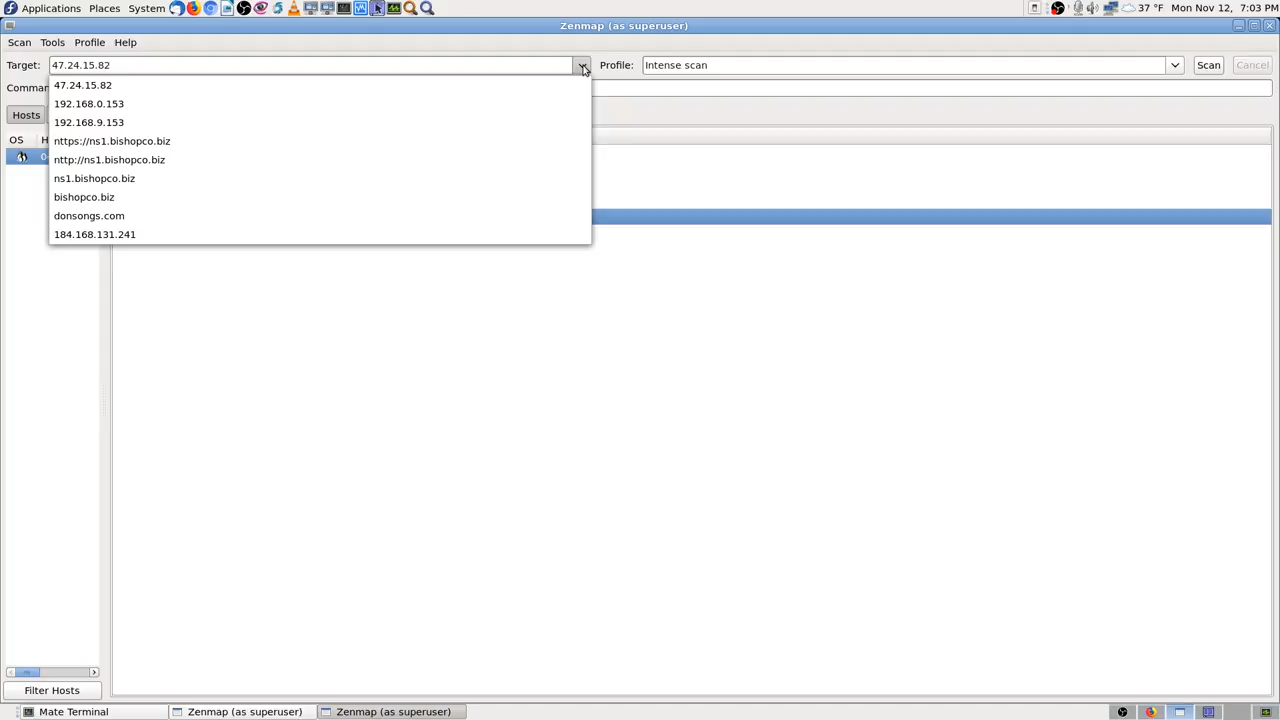 Applications Places System 37 °F Mon Nov 12, 7:03 PM
Zenmap (as superuser)
Scan Tools Profile Help
Target: 47.24.15.82 Profile: Intense scan Scan Cancel
Comman
47.24.15.82
192.168.0.153
192.168.9.153
nttps://ns1.bishopco.biz
nttp://ns1.bishopco.biz
ns1.bishopco.biz
bishopco.biz
donsongs.com
184.168.131.241
Hosts
OS H
Filter Hosts
Mate Terminal Zenmap (as superuser) Zenmap (as superuser)